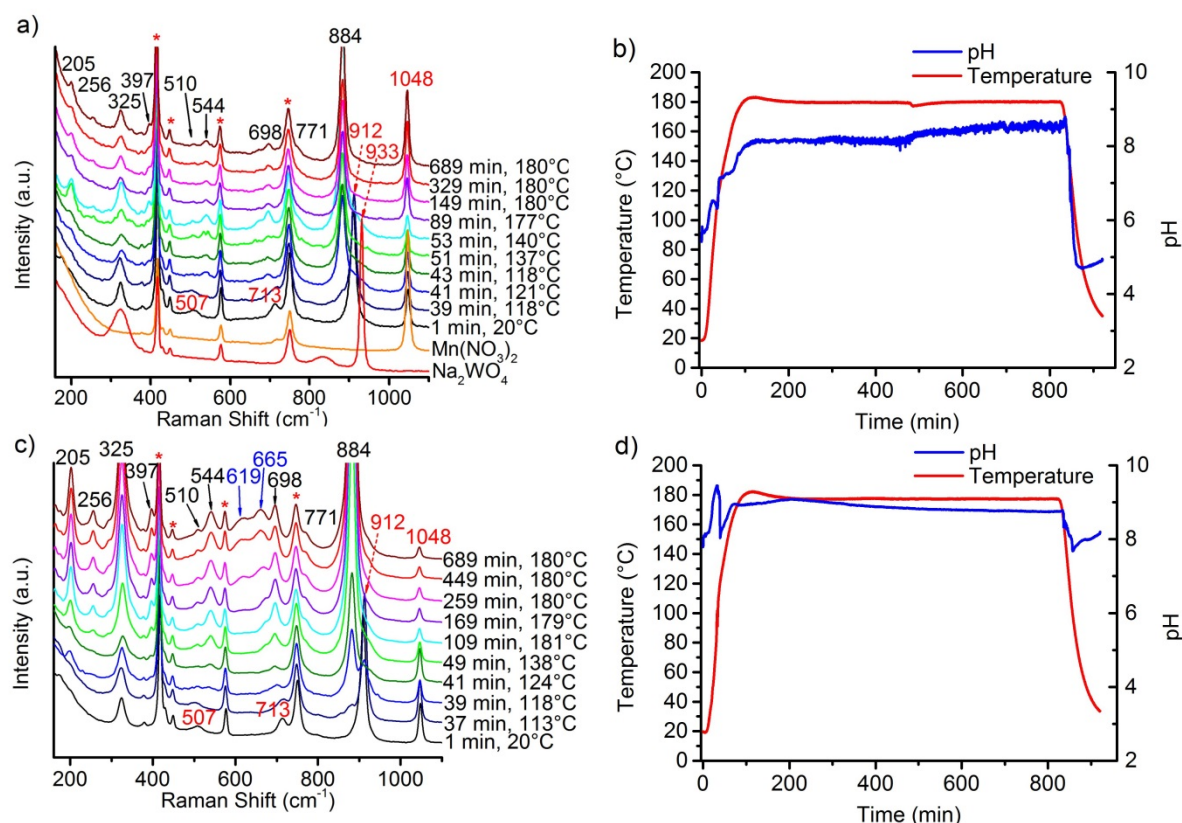 a)
205
256
397
325
*
510
*
544
*
698
*
771
884
1048
912
933
507
713
689 min, 180°C
329 min, 180°C
149 min, 180°C
89 min, 177°C
53 min, 140°C
51 min, 137°C
43 min, 118°C
41 min, 121°C
39 min, 118°C
1 min, 20°C
Mn(NO₃)₂
Na₂WO₄
Intensity (a.u.)
200 400 600 800 1000
Raman Shift (cm⁻¹)
b)
pH
Temperature
200
180
160
140
120
100
80
60
40
20
0
Temperature (°C)
10
8
6
4
2
pH
0 200 400 600 800
Time (min)
c)
205
256
325
397
*
*
510
544
*
619
665
698
*
771
884
912
1048
507
713
689 min, 180°C
449 min, 180°C
259 min, 180°C
169 min, 179°C
109 min, 181°C
49 min, 138°C
41 min, 124°C
39 min, 118°C
37 min, 113°C
1 min, 20°C
Intensity (a.u.)
200 400 600 800 1000
Raman Shift (cm⁻¹)
d)
pH
Temperature
200
180
160
140
120
100
80
60
40
20
0
Temperature (°C)
10
8
6
4
2
pH
0 200 400 600 800
Time (min)